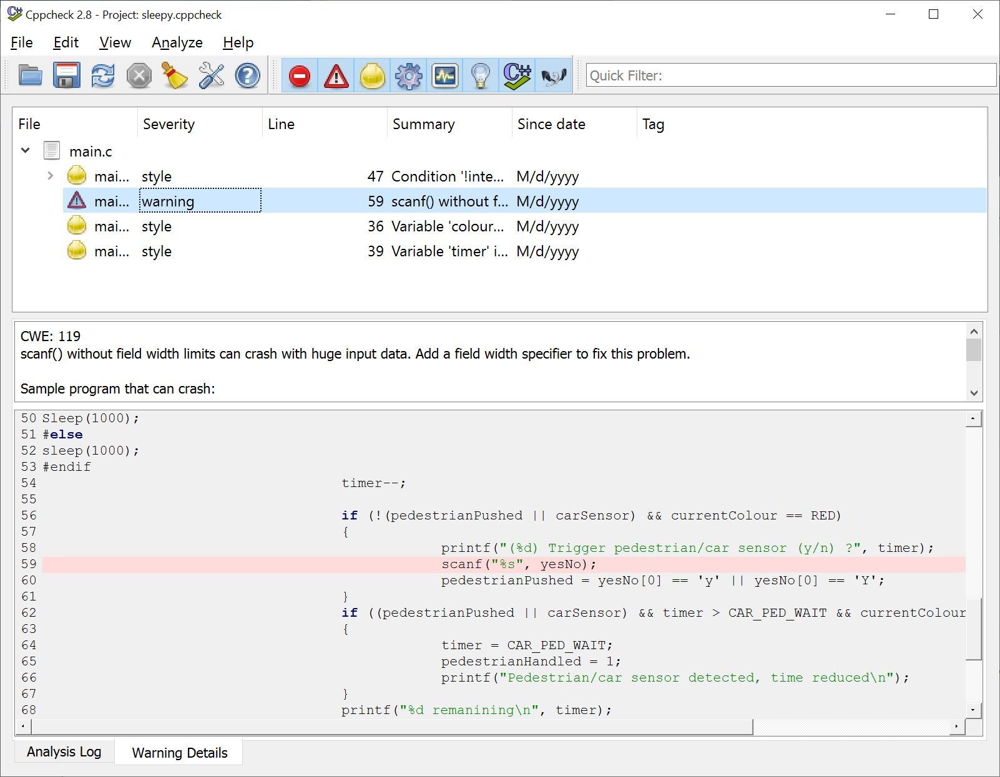 Cppcheck 2.8 - Project: sleepy.cppcheck
File Edit View Analyze Help
C++ Quick Filter:
File Severity Line Summary Since date Tag
main.c
mai... style 47 Condition '!inte... M/d/yyyy
mai... warning 59 scanf() without f... M/d/yyyy
mai... style 36 Variable 'colour... M/d/yyyy
mai... style 39 Variable 'timer' i... M/d/yyyy
CWE: 119
scanf() without field width limits can crash with huge input data. Add a field width specifier to fix this problem.
Sample program that can crash:
50 Sleep(1000);
51 #else
52 sleep(1000);
53 #endif
54 timer--;
55
56 if (!(pedestrianPushed || carSensor) && currentColour == RED)
57 {
58 printf("(%d) Trigger pedestrian/car sensor (y/n) ?", timer);
59 scanf("%s", yesNo);
60 pedestrianPushed = yesNo[0] == 'y' || yesNo[0] == 'Y';
61 }
62 if ((pedestrianPushed || carSensor) && timer > CAR_PED_WAIT && currentColour
63 {
64 timer = CAR_PED_WAIT;
65 pedestrianHandled = 1;
66 printf("Pedestrian/car sensor detected, time reduced\n");
67 }
68 printf("%d remanining\n", timer);
Analysis Log Warning Details